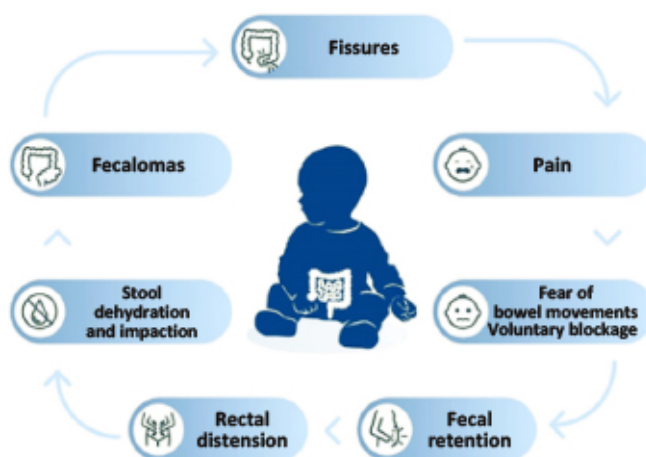 Fissures
Pain
Fear of
bowel movements
Voluntary blockage
Fecal
retention
Rectal
distension
Stool
dehydration
and impaction
Fecalomas